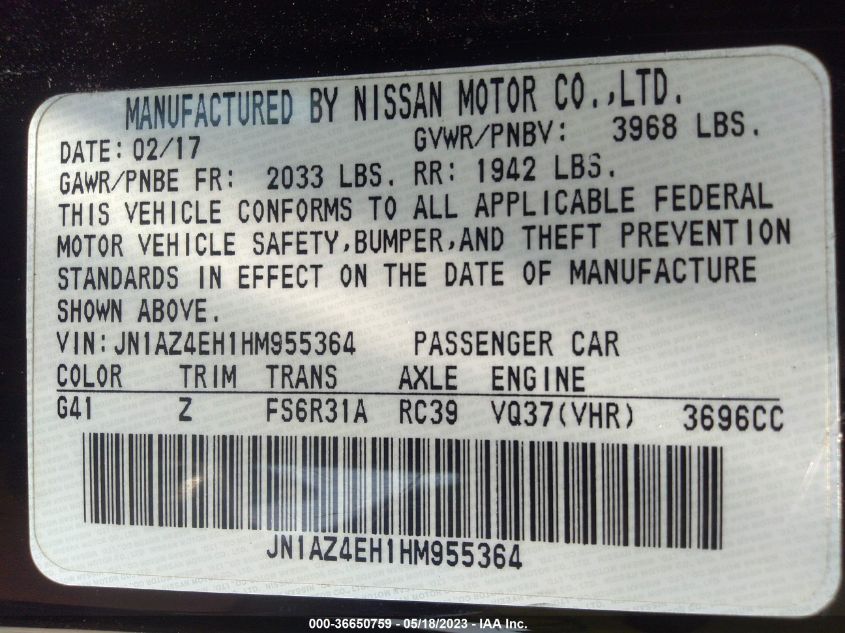 MANUFACTURED BY NISSAN MOTOR CO.,LTD.
DATE: 02/17 GVWR/PNBV: 3968 LBS.
GAWR/PNBE FR: 2033 LBS. RR: 1942 LBS.
THIS VEHICLE CONFORMS TO ALL APPLICABLE FEDERAL
MOTOR VEHICLE SAFETY,BUMPER,AND THEFT PREVENTION
STANDARDS IN EFFECT ON THE DATE OF MANUFACTURE
SHOWN ABOVE.
VIN: JN1AZ4EH1HM955364 PASSENGER CAR
COLOR TRIM TRANS AXLE ENGINE
G41 Z FS6R31A RC39 VQ37(VHR) 3696CC
JN1AZ4EH1HM955364
000-36650759 - 05/18/2023 - IAA Inc.